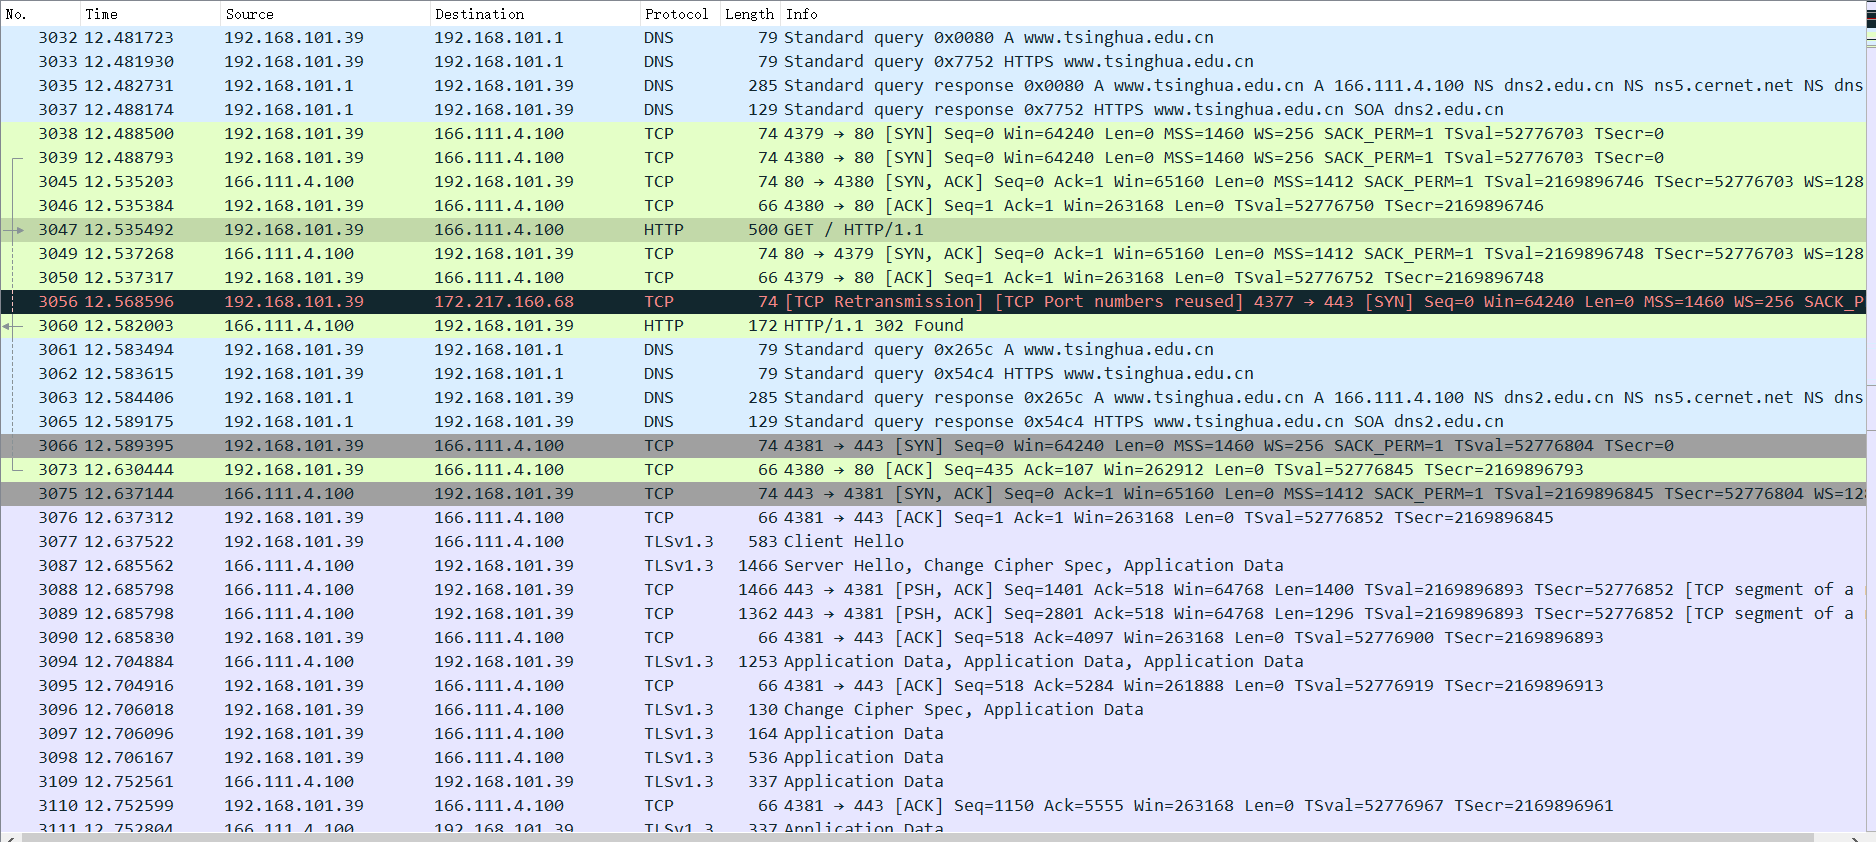 No. Time Source Destination Protocol Length Info
3032 12.481723 192.168.101.39 192.168.101.1 DNS 79 Standard query 0x0080 A www.tsinghua.edu.cn
3033 12.481930 192.168.101.39 192.168.101.1 DNS 79 Standard query 0x7752 HTTPS www.tsinghua.edu.cn
3035 12.482731 192.168.101.1 192.168.101.39 DNS 285 Standard query response 0x0080 A www.tsinghua.edu.cn A 166.111.4.100 NS dns2.edu.cn NS ns5.cernet.net NS dns
3037 12.488174 192.168.101.1 192.168.101.39 DNS 129 Standard query response 0x7752 HTTPS www.tsinghua.edu.cn SOA dns2.edu.cn
3038 12.488500 192.168.101.39 166.111.4.100 TCP 74 4379 → 80 [SYN] Seq=0 Win=64240 Len=0 MSS=1460 WS=256 SACK_PERM=1 TSval=52776703 TSecr=0
3039 12.488793 192.168.101.39 166.111.4.100 TCP 74 4380 → 80 [SYN] Seq=0 Win=64240 Len=0 MSS=1460 WS=256 SACK_PERM=1 TSval=52776703 TSecr=0
3045 12.535203 166.111.4.100 192.168.101.39 TCP 74 80 → 4380 [SYN, ACK] Seq=0 Ack=1 Win=65160 Len=0 MSS=1412 SACK_PERM=1 TSval=2169896746 TSecr=52776703 WS=128
3046 12.535384 192.168.101.39 166.111.4.100 TCP 66 4380 → 80 [ACK] Seq=1 Ack=1 Win=263168 Len=0 TSval=52776750 TSecr=2169896746
3047 12.535492 192.168.101.39 166.111.4.100 HTTP 500 GET / HTTP/1.1
3049 12.537268 166.111.4.100 192.168.101.39 TCP 74 80 → 4379 [SYN, ACK] Seq=0 Ack=1 Win=65160 Len=0 MSS=1412 SACK_PERM=1 TSval=2169896748 TSecr=52776703 WS=128
3050 12.537317 192.168.101.39 166.111.4.100 TCP 66 4379 → 80 [ACK] Seq=1 Ack=1 Win=263168 Len=0 TSval=52776752 TSecr=2169896748
3056 12.568596 192.168.101.39 172.217.160.68 TCP 74 [TCP Retransmission] [TCP Port numbers reused] 4377 → 443 [SYN] Seq=0 Win=64240 Len=0 MSS=1460 WS=256 SACK_P
3060 12.582003 166.111.4.100 192.168.101.39 HTTP 172 HTTP/1.1 302 Found
3061 12.583494 192.168.101.39 192.168.101.1 DNS 79 Standard query 0x265c A www.tsinghua.edu.cn
3062 12.583615 192.168.101.39 192.168.101.1 DNS 79 Standard query 0x54c4 HTTPS www.tsinghua.edu.cn
3063 12.584406 192.168.101.1 192.168.101.39 DNS 285 Standard query response 0x265c A www.tsinghua.edu.cn A 166.111.4.100 NS dns2.edu.cn NS ns5.cernet.net NS dns
3065 12.589175 192.168.101.1 192.168.101.39 DNS 129 Standard query response 0x54c4 HTTPS www.tsinghua.edu.cn SOA dns2.edu.cn
3066 12.589395 192.168.101.39 166.111.4.100 TCP 74 4381 → 443 [SYN] Seq=0 Win=64240 Len=0 MSS=1460 WS=256 SACK_PERM=1 TSval=52776804 TSecr=0
3073 12.630444 192.168.101.39 166.111.4.100 TCP 66 4380 → 80 [ACK] Seq=435 Ack=107 Win=262912 Len=0 TSval=52776845 TSecr=2169896793
3075 12.637144 166.111.4.100 192.168.101.39 TCP 74 443 → 4381 [SYN, ACK] Seq=0 Ack=1 Win=65160 Len=0 MSS=1412 SACK_PERM=1 TSval=2169896845 TSecr=52776804 WS=128
3076 12.637312 192.168.101.39 166.111.4.100 TCP 66 4381 → 443 [ACK] Seq=1 Ack=1 Win=263168 Len=0 TSval=52776852 TSecr=2169896845
3077 12.637522 192.168.101.39 166.111.4.100 TLSv1.3 583 Client Hello
3087 12.685562 166.111.4.100 192.168.101.39 TLSv1.3 1466 Server Hello, Change Cipher Spec, Application Data
3088 12.685798 166.111.4.100 192.168.101.39 TCP 1466 443 → 4381 [PSH, ACK] Seq=1401 Ack=518 Win=64768 Len=1400 TSval=2169896893 TSecr=52776852 [TCP segment of a
3089 12.685798 166.111.4.100 192.168.101.39 TCP 1362 443 → 4381 [PSH, ACK] Seq=2801 Ack=518 Win=64768 Len=1296 TSval=2169896893 TSecr=52776852 [TCP segment of a
3090 12.685830 192.168.101.39 166.111.4.100 TCP 66 4381 → 443 [ACK] Seq=518 Ack=4097 Win=263168 Len=0 TSval=52776900 TSecr=2169896893
3094 12.704884 166.111.4.100 192.168.101.39 TLSv1.3 1253 Application Data, Application Data, Application Data
3095 12.704916 192.168.101.39 166.111.4.100 TCP 66 4381 → 443 [ACK] Seq=518 Ack=5284 Win=261888 Len=0 TSval=52776919 TSecr=2169896913
3096 12.706018 192.168.101.39 166.111.4.100 TLSv1.3 130 Change Cipher Spec, Application Data
3097 12.706096 192.168.101.39 166.111.4.100 TLSv1.3 164 Application Data
3098 12.706167 192.168.101.39 166.111.4.100 TLSv1.3 536 Application Data
3109 12.752561 166.111.4.100 192.168.101.39 TLSv1.3 337 Application Data
3110 12.752599 192.168.101.39 166.111.4.100 TCP 66 4381 → 443 [ACK] Seq=1150 Ack=5555 Win=263168 Len=0 TSval=52776967 TSecr=2169896961
3111 12.752804 166.111.4.100 192.168.101.39 TLSv1.3 337 Application Data